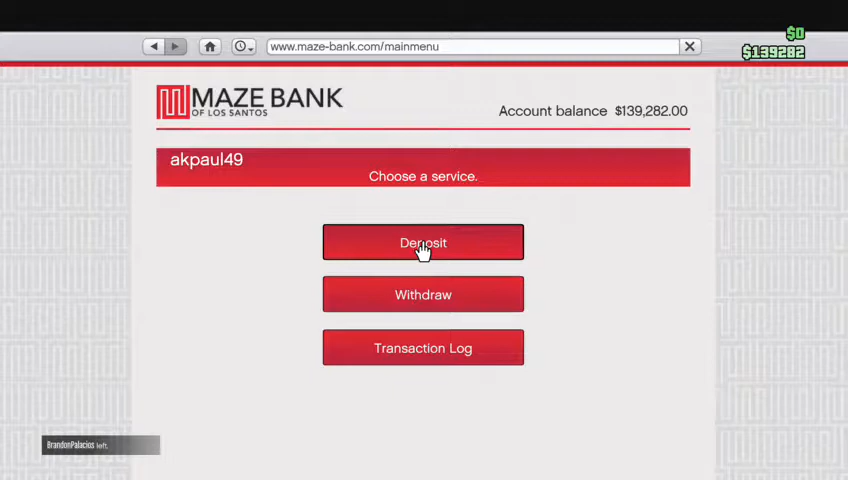 $0
www.maze-bank.com/mainmenu
$139282
MAZE BANK
OF LOS SANTOS
Account balance $139,282.00
akpaul49
Choose a service.
Deposit
Withdraw
Transaction Log
BrandonPalacios left.